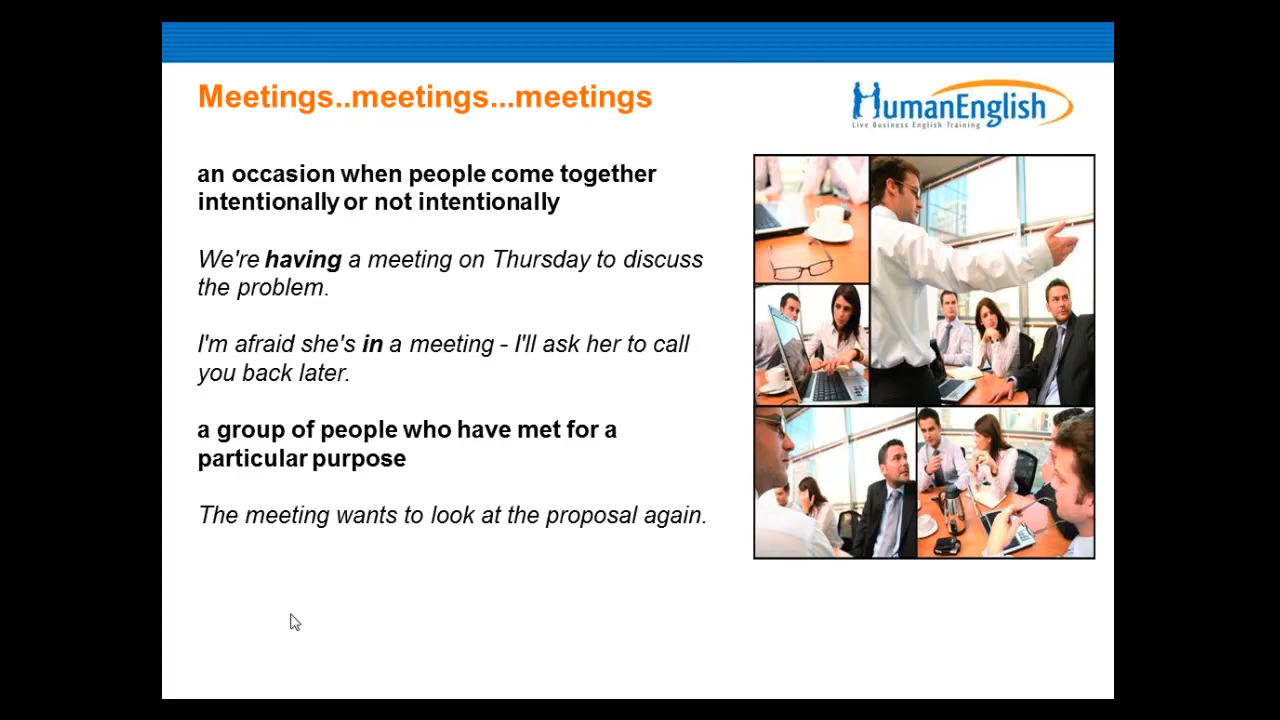 Meetings..meetings...meetings
HumanEnglish
Live Business English Training
an occasion when people come together
intentionally or not intentionally
We're having a meeting on Thursday to discuss
the problem.
I'm afraid she's in a meeting - I'll ask her to call
you back later.
a group of people who have met for a
particular purpose
The meeting wants to look at the proposal again.